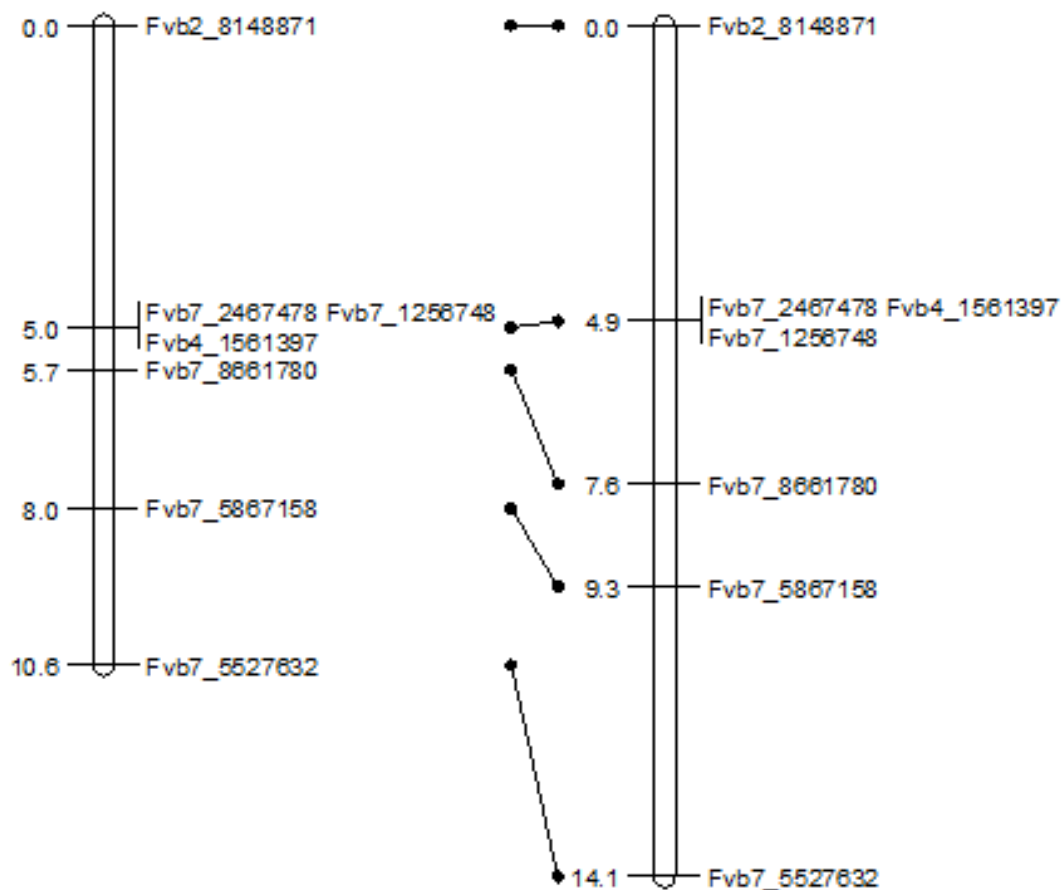 0.0 Fvb2_8148871
5.0 Fvb7_2467478 Fvb7_1256748
Fvb4_1561397
5.7 Fvb7_8661780
8.0 Fvb7_5867158
10.6 Fvb7_5527632
0.0 Fvb2_8148871
4.9 Fvb7_2467478 Fvb4_1561397
Fvb7_1256748
7.6 Fvb7_8661780
9.3 Fvb7_5867158
14.1 Fvb7_5527632